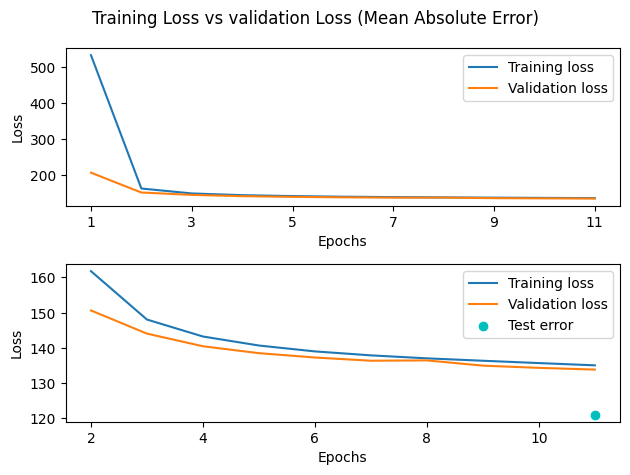 Training Loss vs validation Loss (Mean Absolute Error)
500
400
300
200
Loss
Training loss
Validation loss
1 3 5 7 9 11
Epochs
160
150
140
130
120
Loss
Training loss
Validation loss
Test error
2 4 6 8 10
Epochs